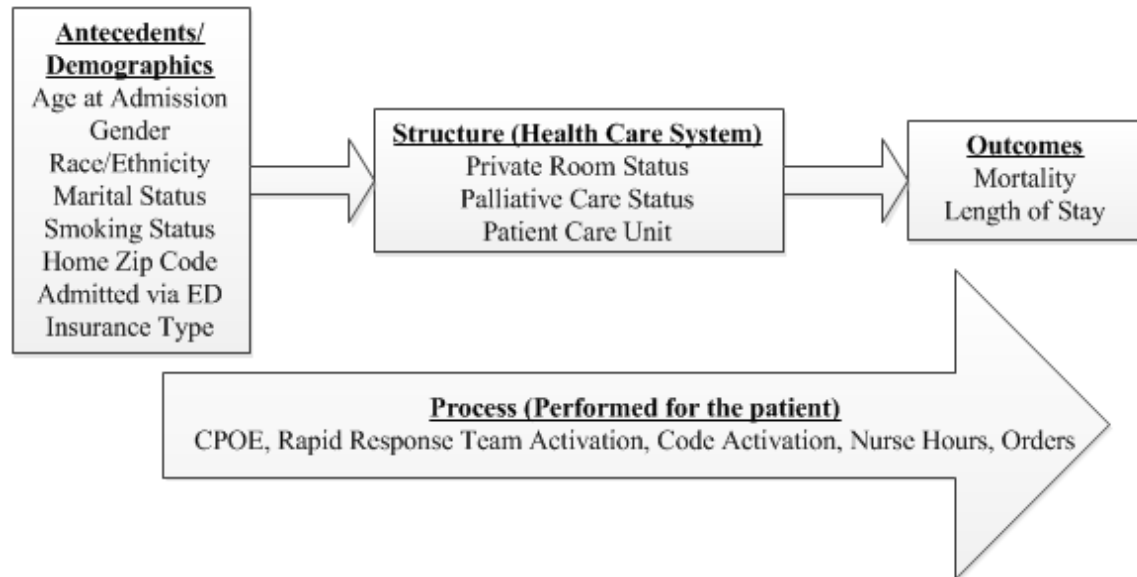 Antecedents/
Demographics
Age at Admission
Gender
Race/Ethnicity
Marital Status
Smoking Status
Home Zip Code
Admitted via ED
Insurance Type
Structure (Health Care System)
Private Room Status
Palliative Care Status
Patient Care Unit
Outcomes
Mortality
Length of Stay
Process (Performed for the patient)
CPOE, Rapid Response Team Activation, Code Activation, Nurse Hours, Orders